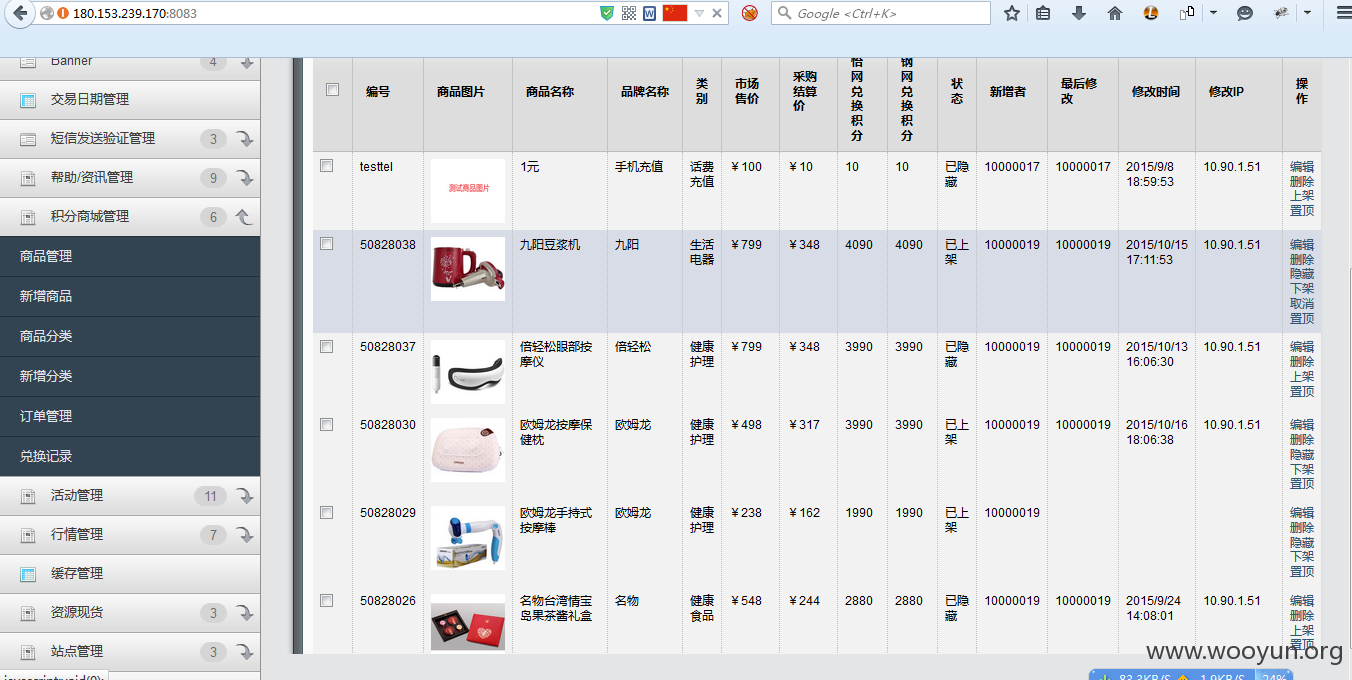 180.153.239.170:8083
Google <Ctrl+K>
Banner
4
交易日期管理
短信发送验证管理
3
帮助/资讯管理
9
积分商城管理
6
商品管理
新增商品
商品分类
新增分类
订单管理
兑换记录
活动管理
11
行情管理
7
缓存管理
资源现货
3
站点管理
3
编号
商品图片
商品名称
品牌名称
类
别
市场
售价
采购
结算
价
恰
网
兑
换
积
分
钢
网
兑
换
积
分
状
态
新增者
最后修
改
修改时间
修改IP
操
作
testtel
测试商品图片
1元
手机充值
话费
充值
￥100
￥10
10
10
已隐
藏
10000017
10000017
2015/9/8
18:59:53
10.90.1.51
编辑
删除
上架
置顶
50828038
九阳豆浆机
九阳
生活
电器
￥799
￥348
4090
4090
已上
架
10000019
10000019
2015/10/15
17:11:53
10.90.1.51
编辑
删除
隐藏
下架
取消
置顶
50828037
倍轻松眼部按
摩仪
倍轻松
健康
护理
￥799
￥348
3990
3990
已隐
藏
10000019
10000019
2015/10/13
16:06:30
10.90.1.51
编辑
删除
上架
置顶
50828030
欧姆龙按摩保
健枕
欧姆龙
健康
护理
￥498
￥317
3990
3990
已上
架
10000019
10000019
2015/10/16
18:06:38
10.90.1.51
编辑
删除
隐藏
下架
置顶
50828029
欧姆龙手持式
按摩棒
欧姆龙
健康
护理
￥238
￥162
1990
1990
已上
架
10000019
编辑
删除
隐藏
下架
置顶
50828026
名物台湾情宝
岛果茶酱礼盒
名物
健康
食品
￥548
￥244
2880
2880
已隐
藏
10000019
10000019
2015/9/24
14:08:01
10.90.1.51
编辑
删除
上架
置顶
www.wooyun.org
javascript:void(0);
83.3KB/S
1.9KB/S
24%